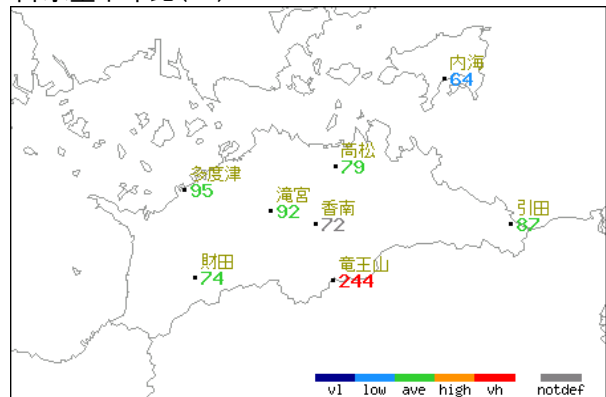 内海
64
高松
79
多度津
95
滝宮
92
香南
72
引田
87
財田
74
竜王山
244
vl low ave high vh notdef